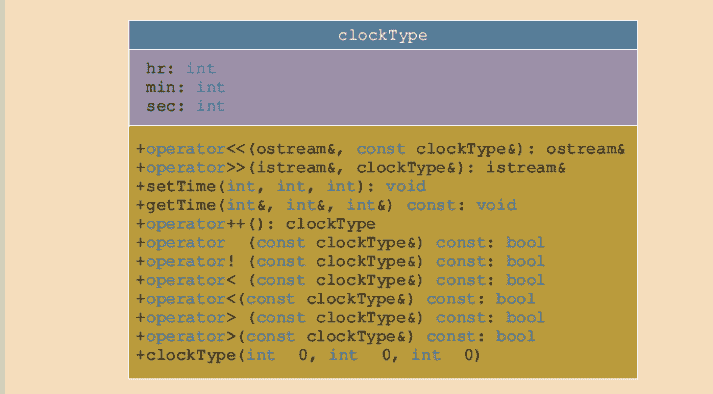 clockType
hr: int
min: int
sec: int
+operator<<(ostream&, const clockType&): ostream&
+operator>>(istream&, clockType&): istream&
+setTime(int, int, int): void
+getTime(int&, int&, int&) const: void
+operator++(): clockType
+operator  (const clockType&) const: bool
+operator! (const clockType&) const: bool
+operator< (const clockType&) const: bool
+operator<(const clockType&) const: bool
+operator> (const clockType&) const: bool
+operator>(const clockType&) const: bool
+clockType(int  0, int  0, int  0)